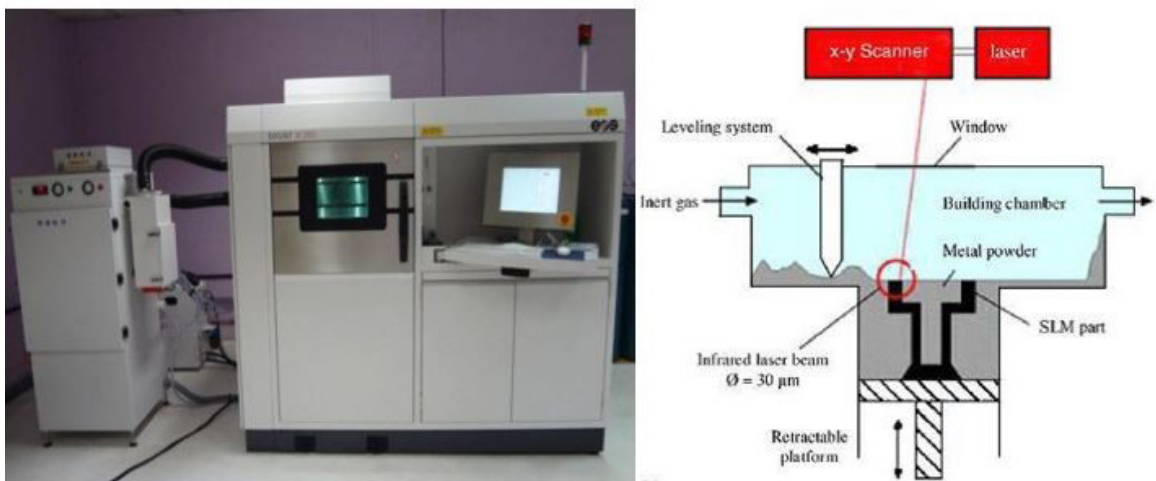 eos
x-y Scanner
laser
Leveling system
Window
Inert gas
Building chamber
Metal powder
SLM part
Infrared laser beam
Ø = 30 µm
Retractable
platform